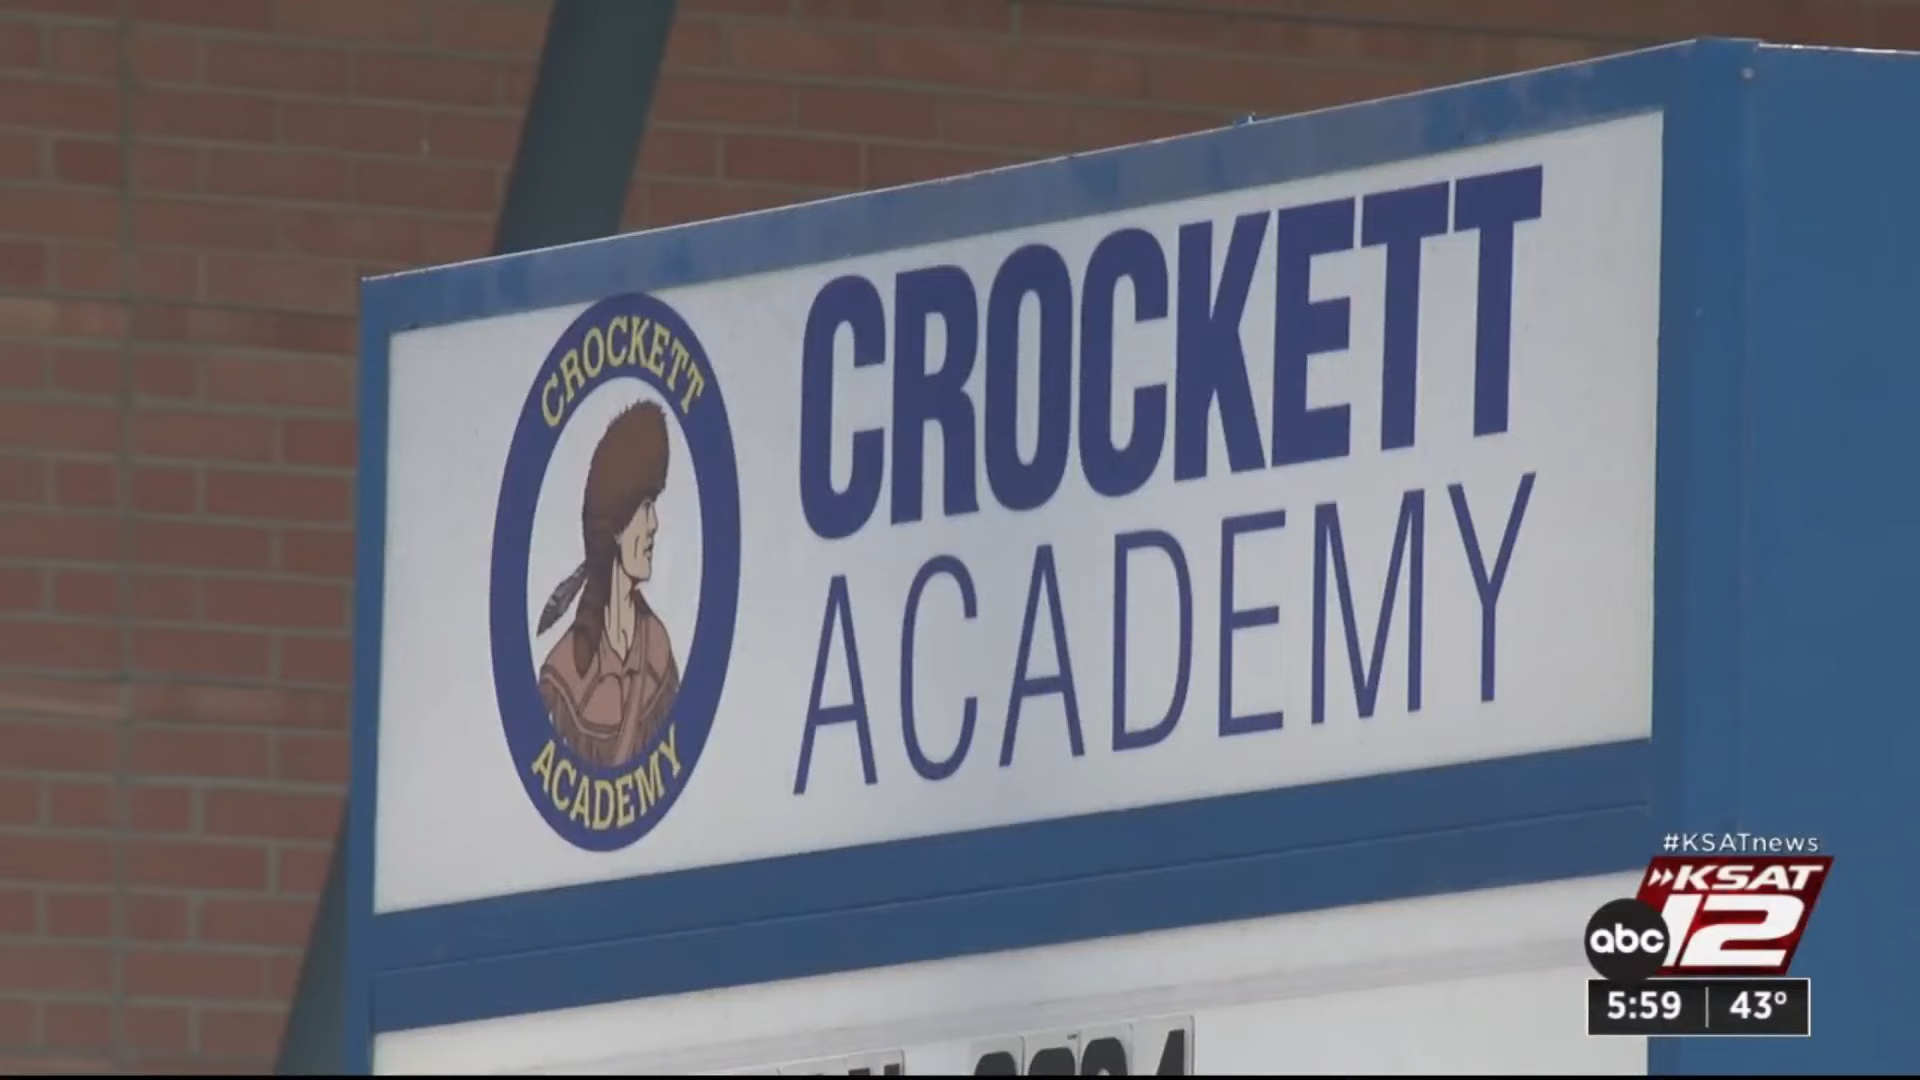 CROCKETT
ACADEMY
CROCKETT
ACADEMY
#KSATnews
KSAT
12
abc
5:59 | 43°